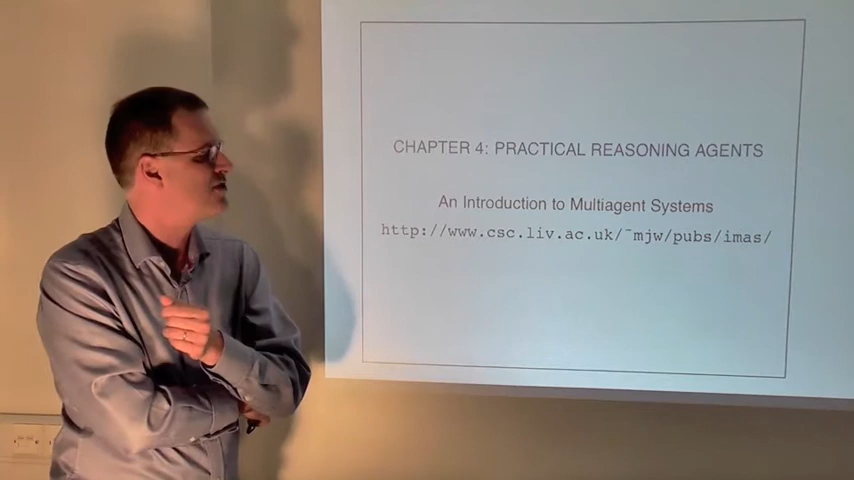 CHAPTER 4: PRACTICAL REASONING AGENTS
An Introduction to Multiagent Systems
http://www.csc.liv.ac.uk/~mjw/pubs/imas/